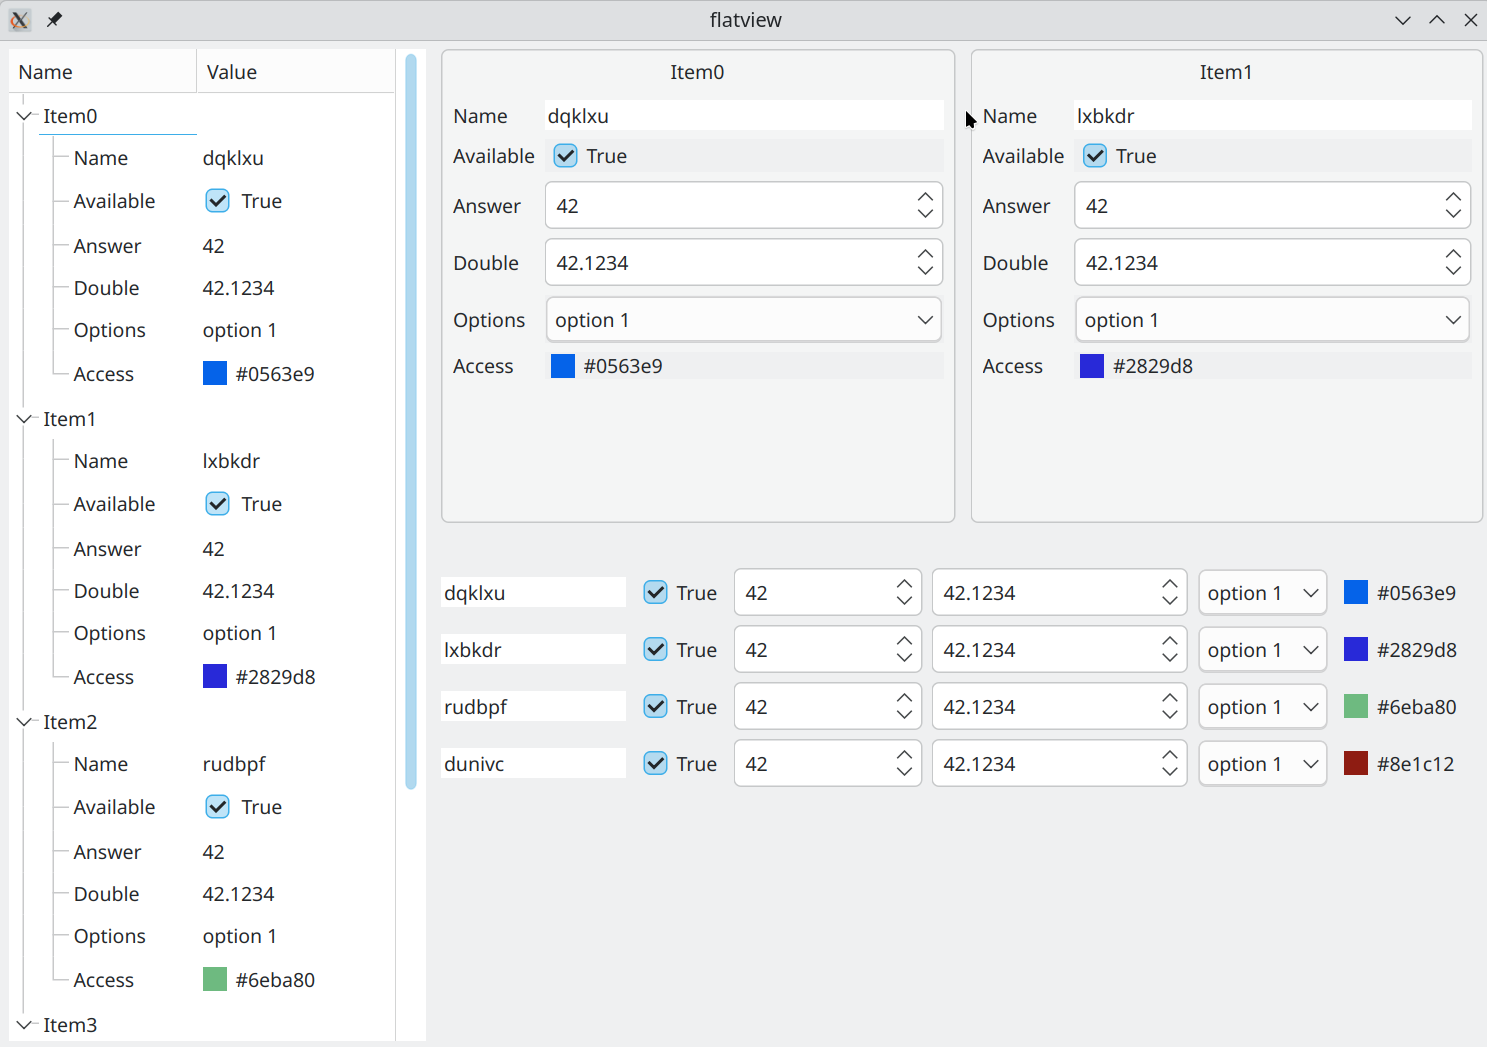 flatview
Name Value
Item0
Name dqklxu
Available True
Answer 42
Double 42.1234
Options option 1
Access #0563e9
Item1
Name lxbkdr
Available True
Answer 42
Double 42.1234
Options option 1
Access #2829d8
Item2
Name rudbpf
Available True
Answer 42
Double 42.1234
Options option 1
Access #6eba80
Item3
Item0
Name dqklxu
Available True
Answer 42
Double 42.1234
Options option 1
Access #0563e9
Item1
Name lxbkdr
Available True
Answer 42
Double 42.1234
Options option 1
Access #2829d8
dqklxu True 42 42.1234 option 1 #0563e9
lxbkdr True 42 42.1234 option 1 #2829d8
rudbpf True 42 42.1234 option 1 #6eba80
dunivc True 42 42.1234 option 1 #8e1c12